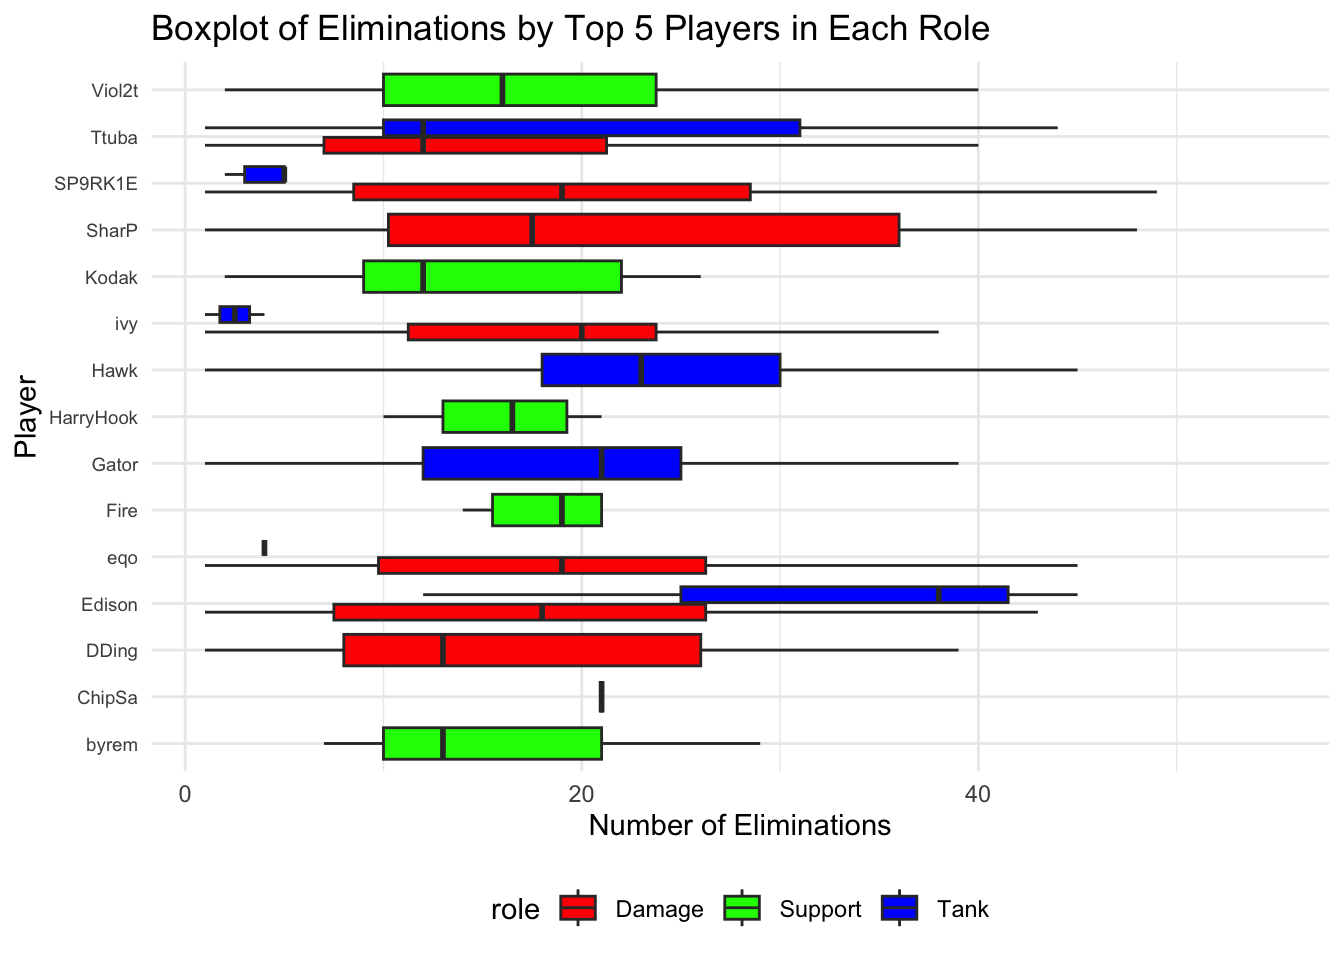 Boxplot of Eliminations by Top 5 Players in Each Role
Viol2t
Ttuba
SP9RK1E
SharP
Kodak
ivy
Hawk
HarryHook
Gator
Fire
eqo
Edison
DDing
ChipSa
byrem
Player
0 20 40
Number of Eliminations
role Damage Support Tank